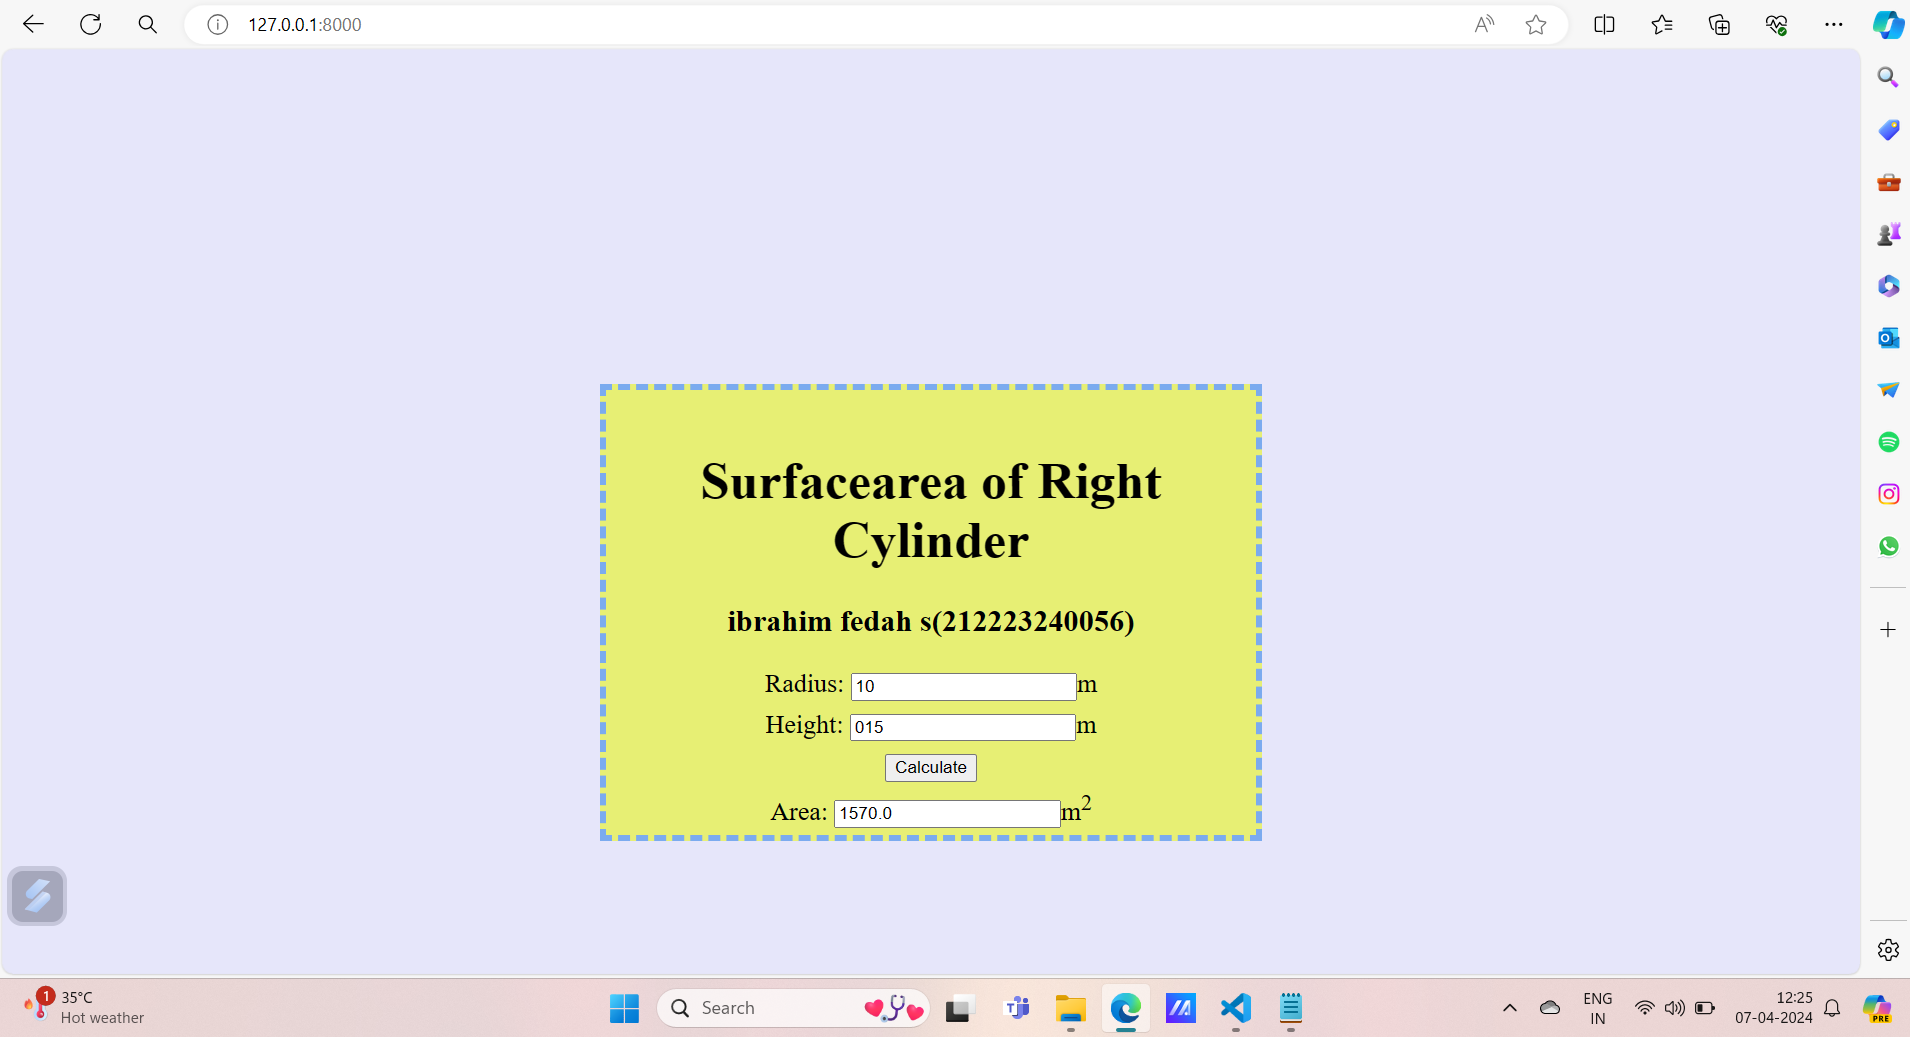 127.0.0.1:8000
Surfacearea of Right
Cylinder
ibrahim fedah s(212223240056)
Radius: 10 m
Height: 015 m
Calculate
Area: 1570.0 m2
1
35°C
Hot weather
Search
ENG
IN
12:25
07-04-2024
PRE